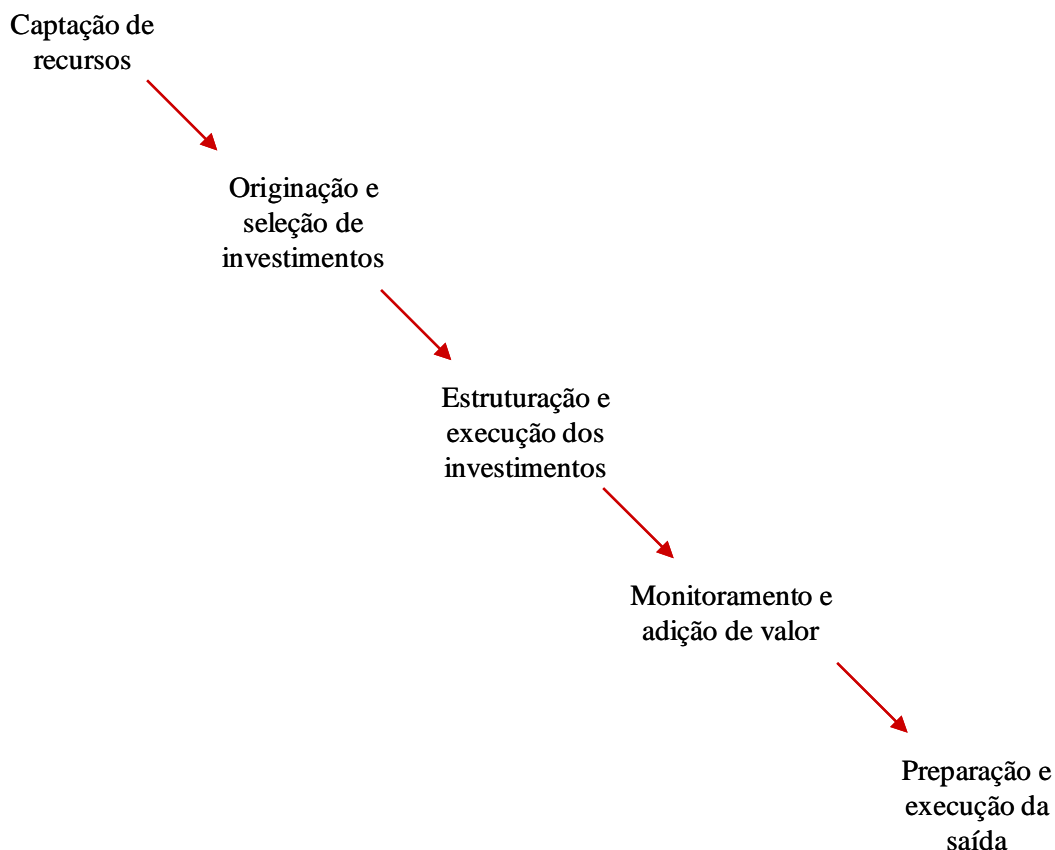 Captação de
recursos
Originação e
seleção de
investimentos
Estruturação e
execução dos
investimentos
Monitoramento e
adição de valor
Preparação e
execução da
saída